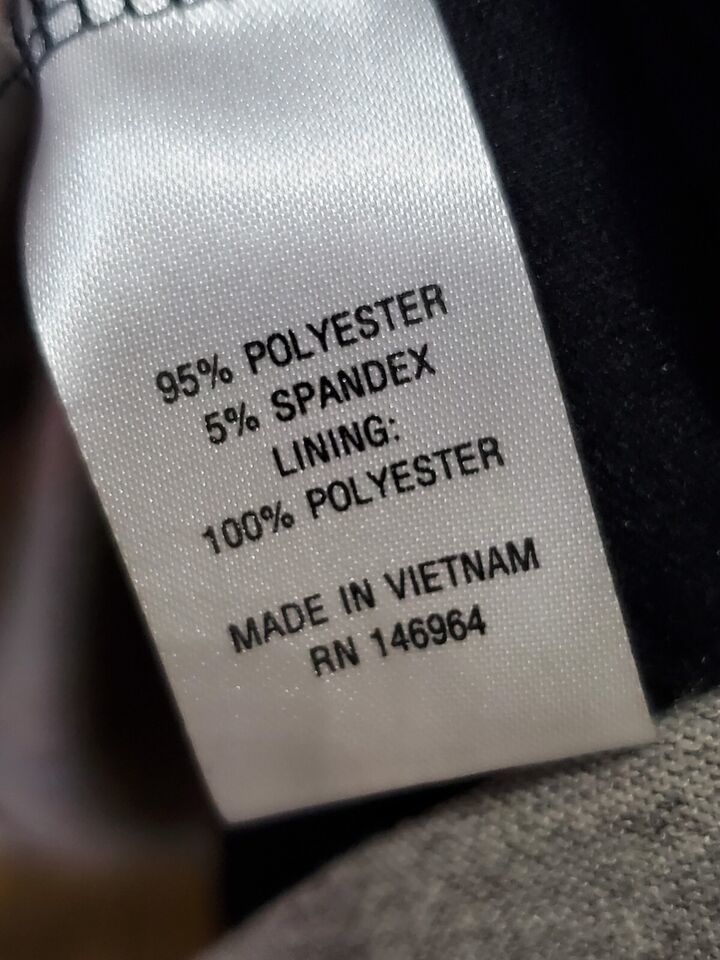 95% POLYESTER
5% SPANDEX
LINING:
100% POLYESTER
MADE IN VIETNAM
RN 146964